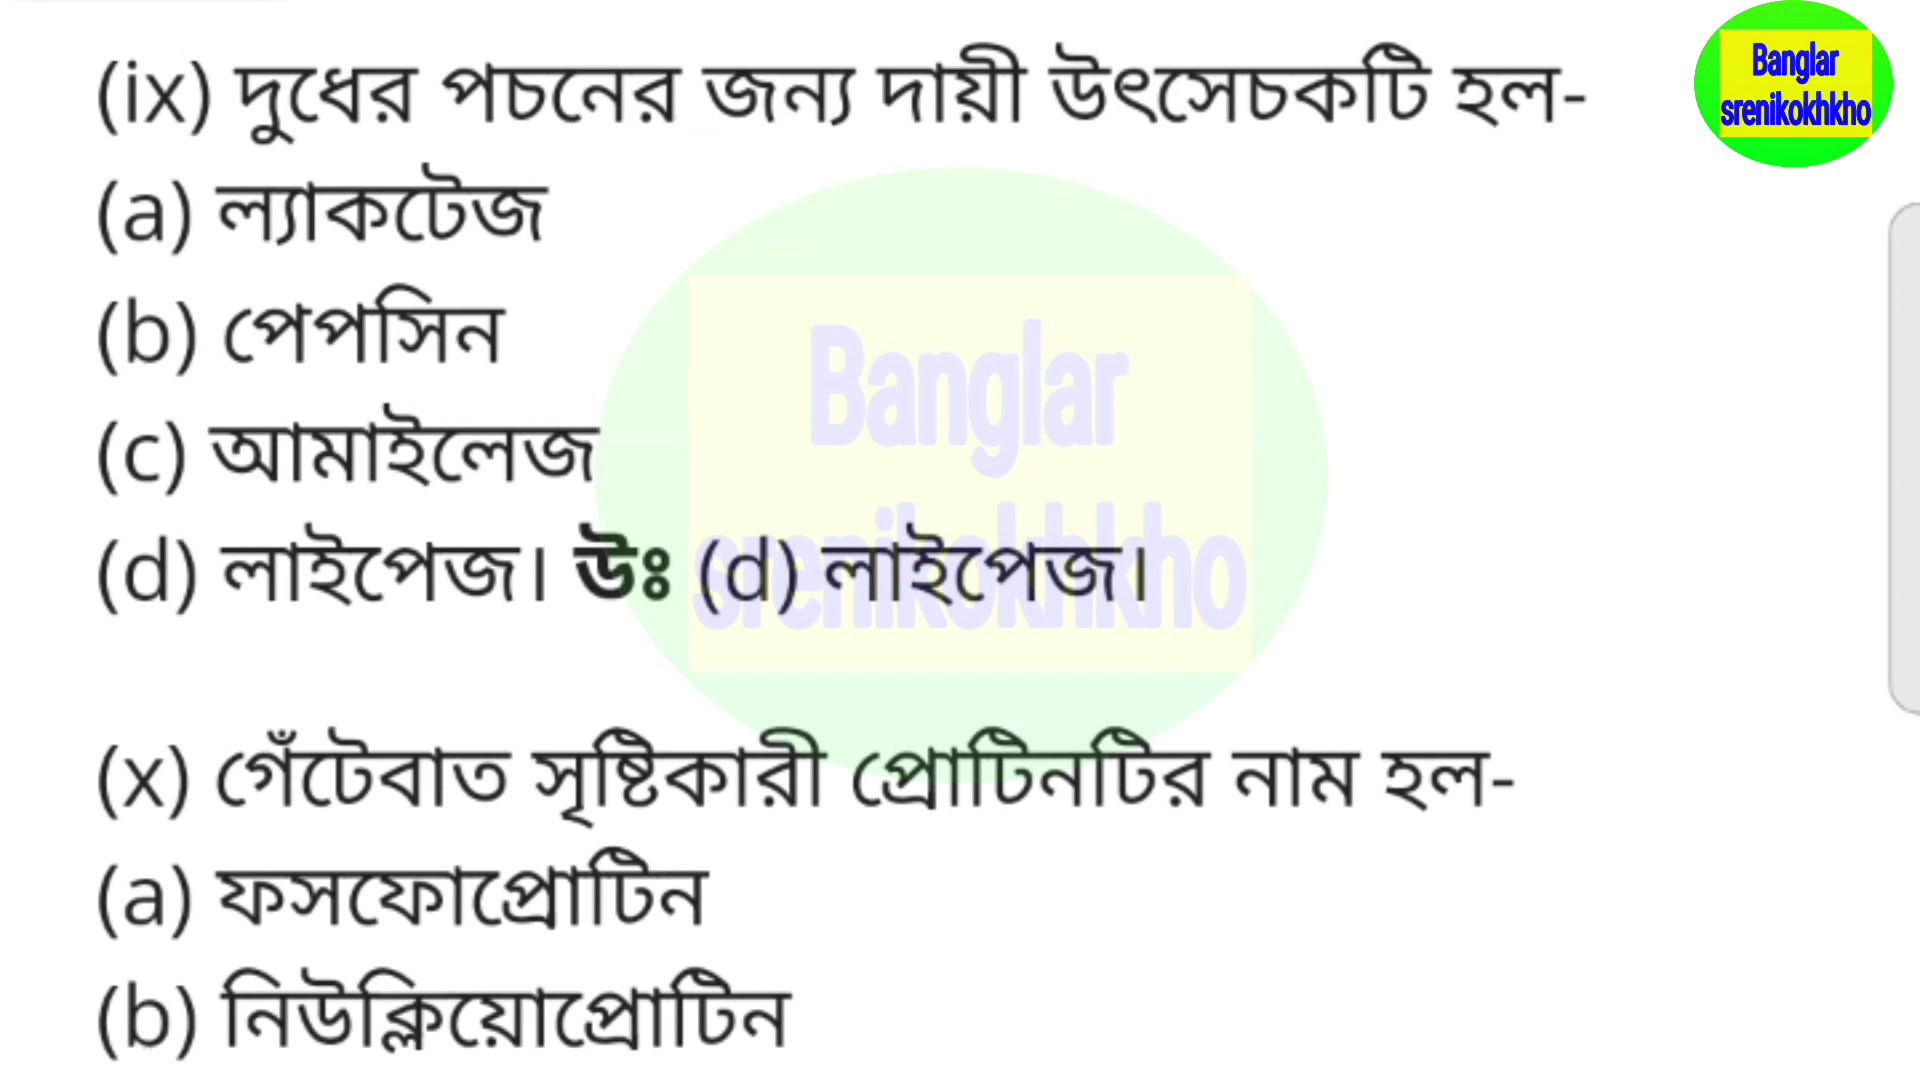 (ix) দুধের পচনের জন্য দায়ী উৎসেচকটি হল-
Banglar
srenikokhkho
(a) ল্যাকটেজ
(b) পেপসিন
(c) আমাইলেজ
(d) লাইপেজ। উঃ (d) লাইপেজ।
Banglar
srenikokhkho
(x) গেঁটেবাত সৃষ্টিকারী প্রোটিনটির নাম হল-
(a) ফসফোপ্রোটিন
(b) নিউক্লিয়োপ্রোটিন